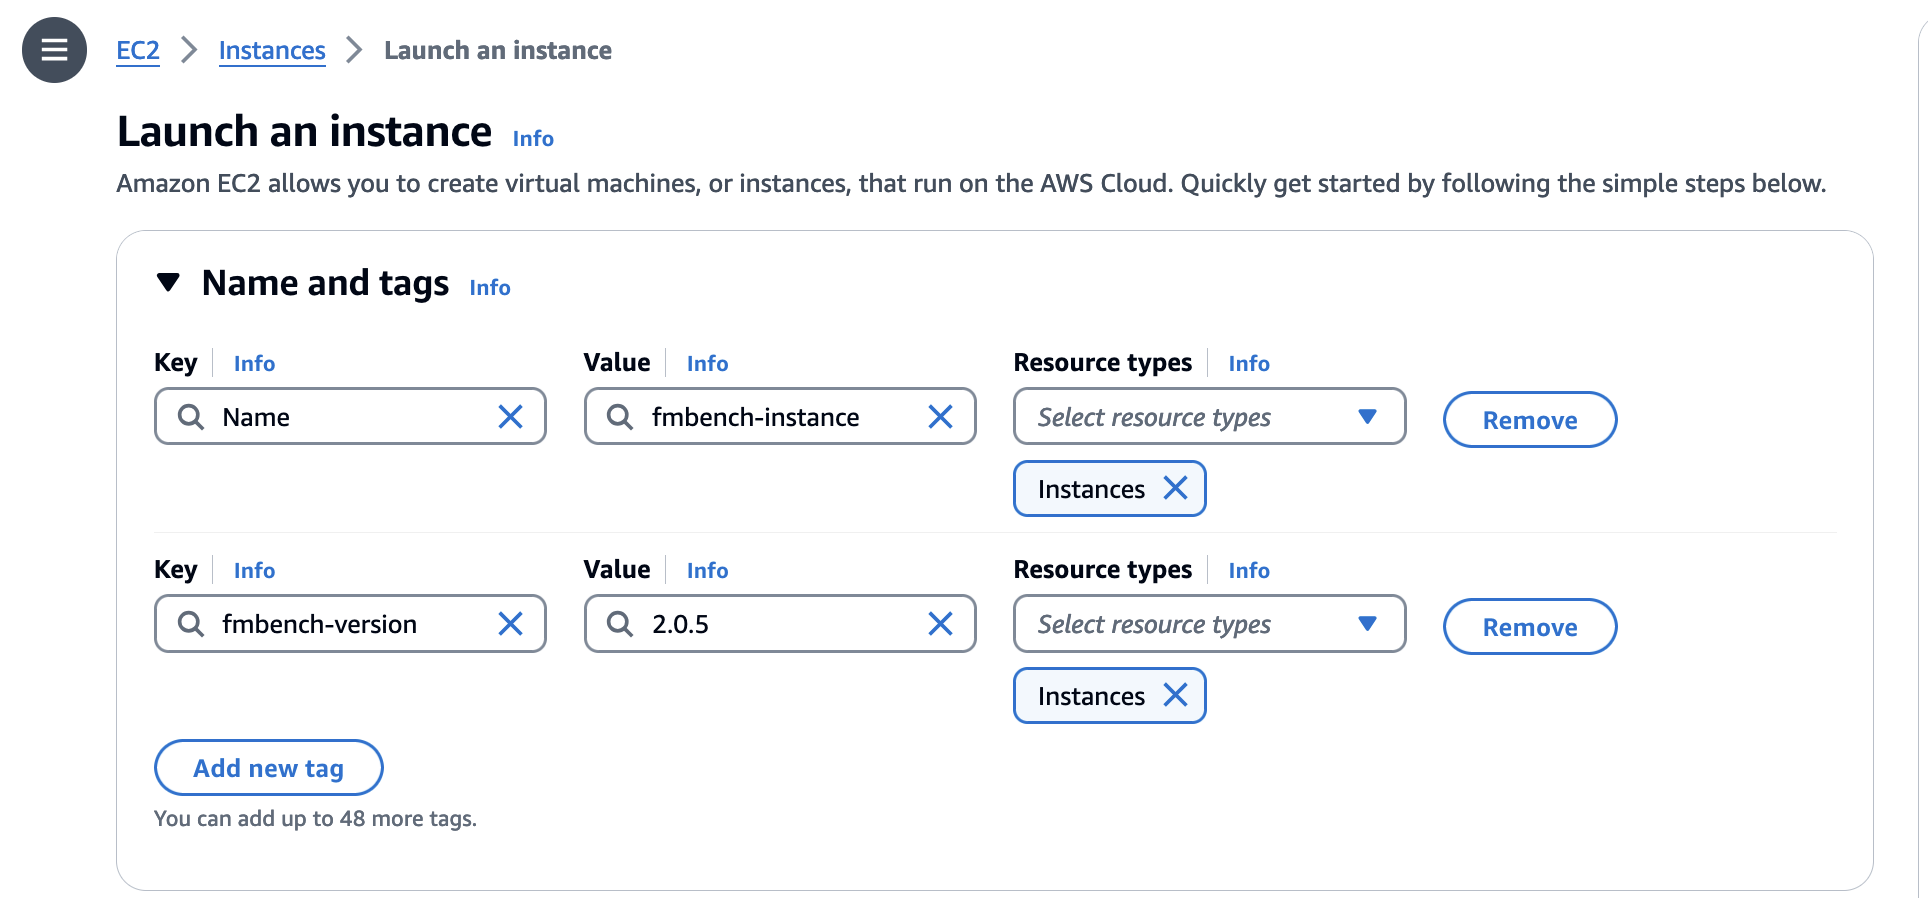 EC2 Instances Launch an instance
Launch an instance Info
Amazon EC2 allows you to create virtual machines, or instances, that run on the AWS Cloud. Quickly get started by following the simple steps below.
Name and tags Info
Key Info Value Info Resource types Info
Name fmbench-instance Select resource types Remove
Instances
Key Info Value Info Resource types Info
fmbench-version 2.0.5 Select resource types Remove
Instances
Add new tag
You can add up to 48 more tags.